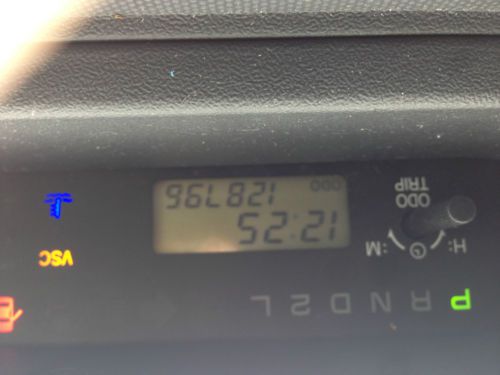 P R N D 2 L
H: M:
12:25
VSC
ODO 128796
ODO
TRIP